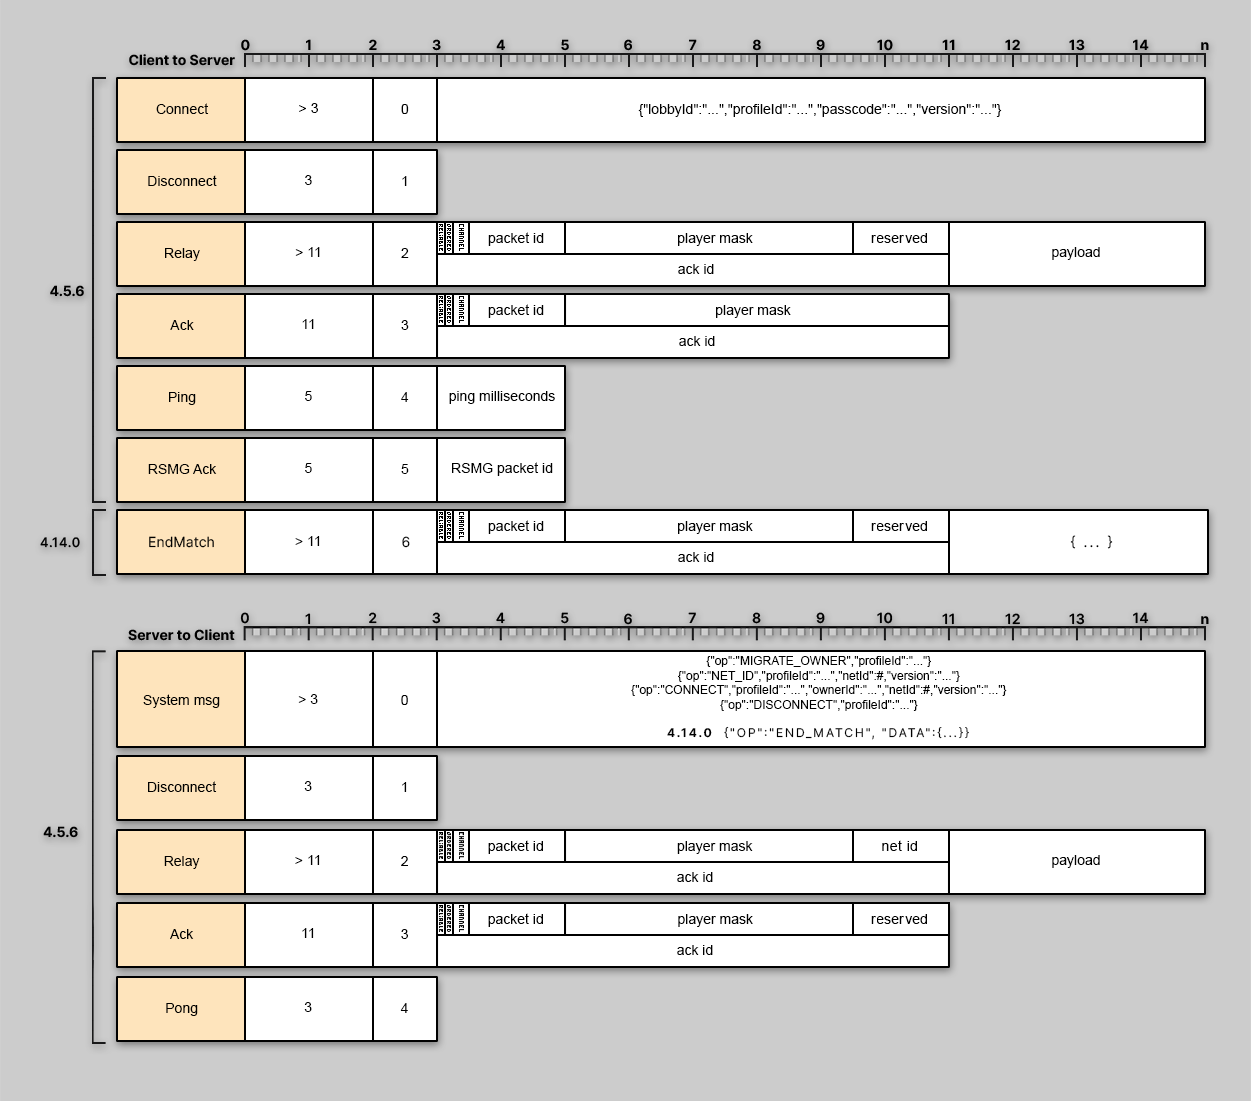 Client to Server
0 1 2 3 4 5 6 7 8 9 10 11 12 13 14 n
4.5.6
Connect > 3 0 {"lobbyId":"...","profileId":"...","passcode":"...","version":"..."}
Disconnect 3 1
Relay > 11 2 RELIABLE ORDERED CHANNEL packet id player mask reserved payload
ack id
Ack 11 3 RELIABLE ORDERED CHANNEL packet id player mask
ack id
Ping 5 4 ping milliseconds
RSMG Ack 5 5 RSMG packet id
4.14.0
EndMatch > 11 6 RELIABLE ORDERED CHANNEL packet id player mask reserved { ... }
ack id
Server to Client
0 1 2 3 4 5 6 7 8 9 10 11 12 13 14 n
4.5.6
System msg > 3 0
{"op":"MIGRATE_OWNER","profileId":"..."}
{"op":"NET_ID","profileId":"...","netId":#,"version":"..."}
{"op":"CONNECT","profileId":"...","ownerId":"...","netId":#,"version":"..."}
{"op":"DISCONNECT","profileId":"..."}
4.14.0 {"OP":"END_MATCH", "DATA":{...}}
Disconnect 3 1
Relay > 11 2 RELIABLE ORDERED CHANNEL packet id player mask net id payload
ack id
Ack 11 3 RELIABLE ORDERED CHANNEL packet id player mask reserved
ack id
Pong 3 4